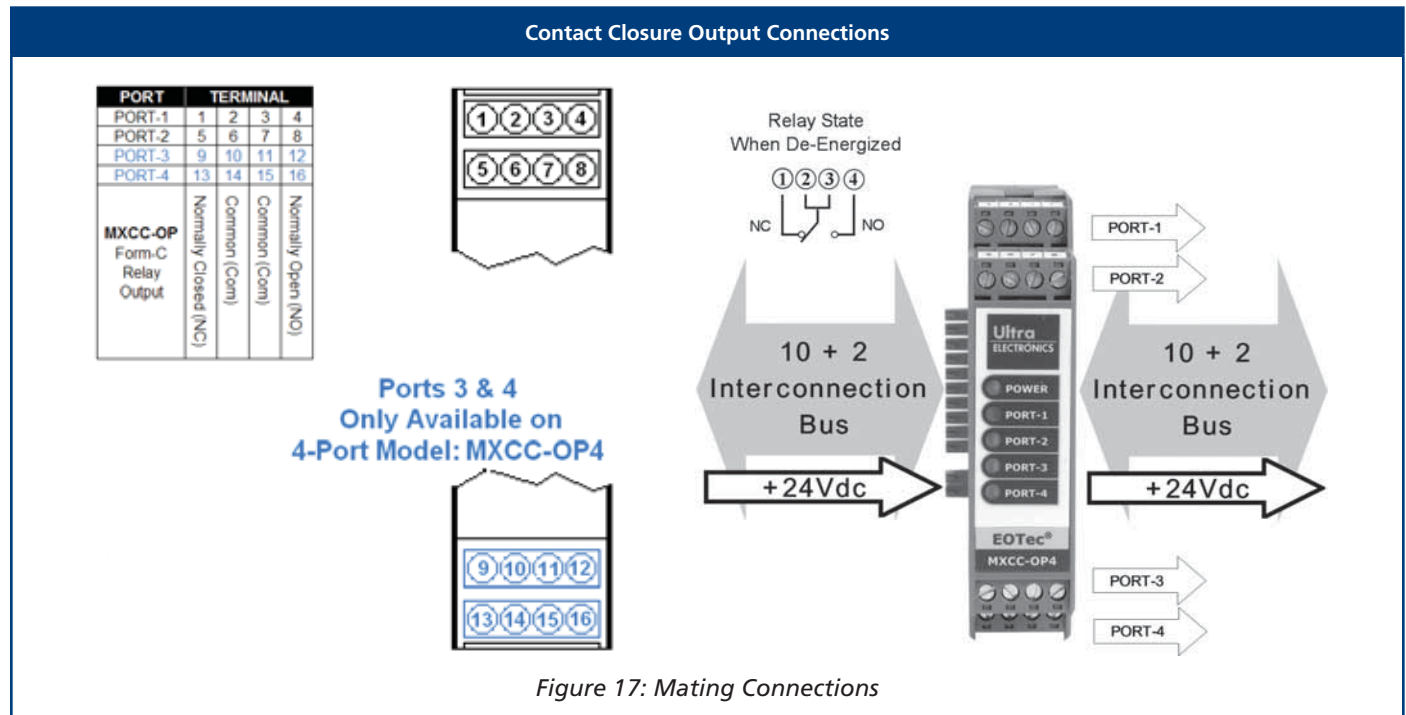 Contact Closure Output Connections
PORT TERMINAL
PORT-1 1 2 3 4
PORT-2 5 6 7 8
PORT-3 9 10 11 12
PORT-4 13 14 15 16
MXCC-OP
Form-C
Relay
Output
Normally Closed (NC)
Common (Com)
Common (Com)
Normally Open (NO)
1 2 3 4
5 6 7 8
Ports 3 & 4
Only Available on
4-Port Model: MXCC-OP4
9 10 11 12
13 14 15 16
Relay State
When De-Energized
1 2 3 4
NC NO
10 + 2
Interconnection
Bus
+24Vdc
Ultra
ELECTRONICS
POWER
PORT-1
PORT-2
PORT-3
PORT-4
EOTec®
MXCC-OP4
PORT-1
PORT-2
10 + 2
Interconnection
Bus
+24Vdc
PORT-3
PORT-4
Figure 17: Mating Connections